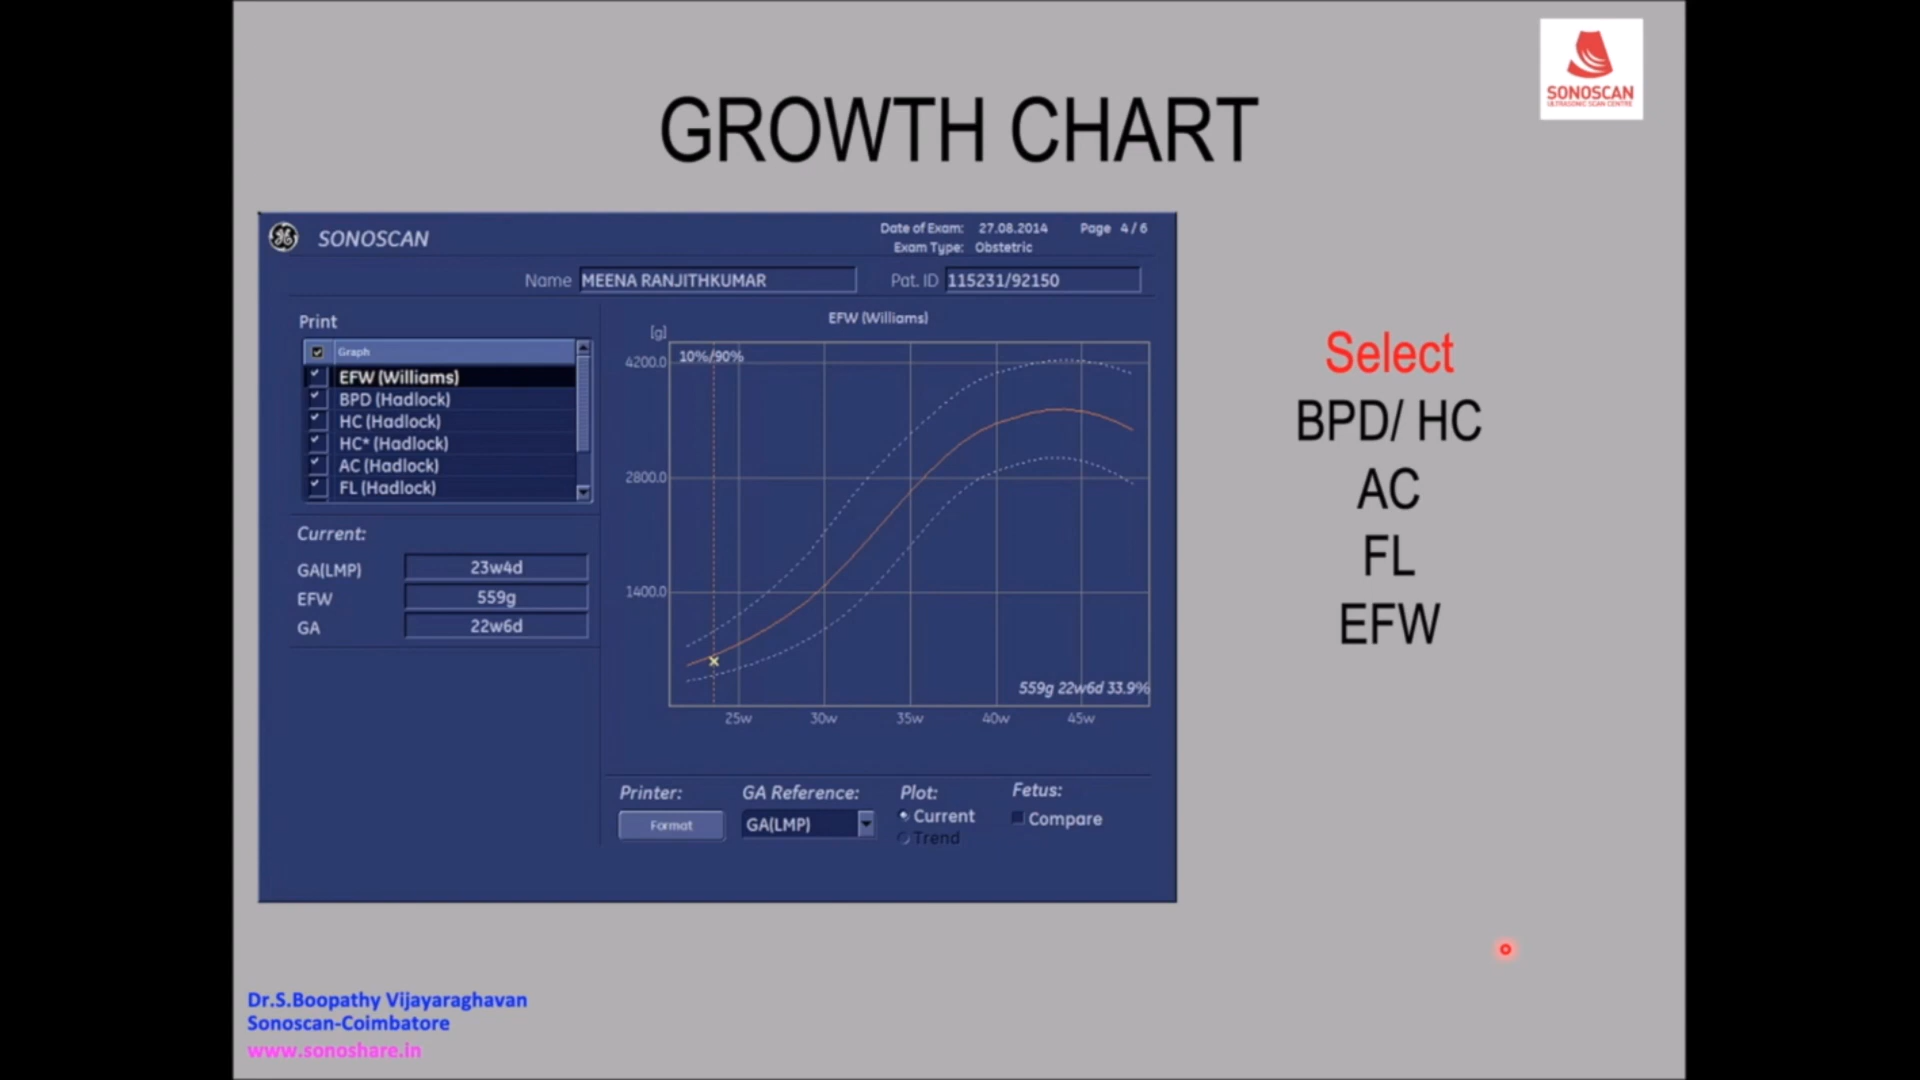 SONOSCAN
ULTRASONIC SCAN CENTRE
GROWTH CHART
SONOSCAN
Date of Exam: 27.08.2014 Page 4 / 6
Exam Type: Obstetric
Name MEENA RANJITHKUMAR Pat. ID 115231/92150
Print
Graph
EFW (Williams)
BPD (Hadlock)
HC (Hadlock)
HC* (Hadlock)
AC (Hadlock)
FL (Hadlock)
Current:
GA(LMP) 23w4d
EFW 559g
GA 22w6d
EFW (Williams)
[g]
10%/90%
4200.0
2800.0
1400.0
559g 22w6d 33.9%
25w 30w 35w 40w 45w
Printer: GA Reference: Plot: Fetus:
Format GA(LMP) Current Compare
Trend
Select
BPD/ HC
AC
FL
EFW
Dr.S.Boopathy Vijayaraghavan
Sonoscan-Coimbatore
www.sonoshare.in